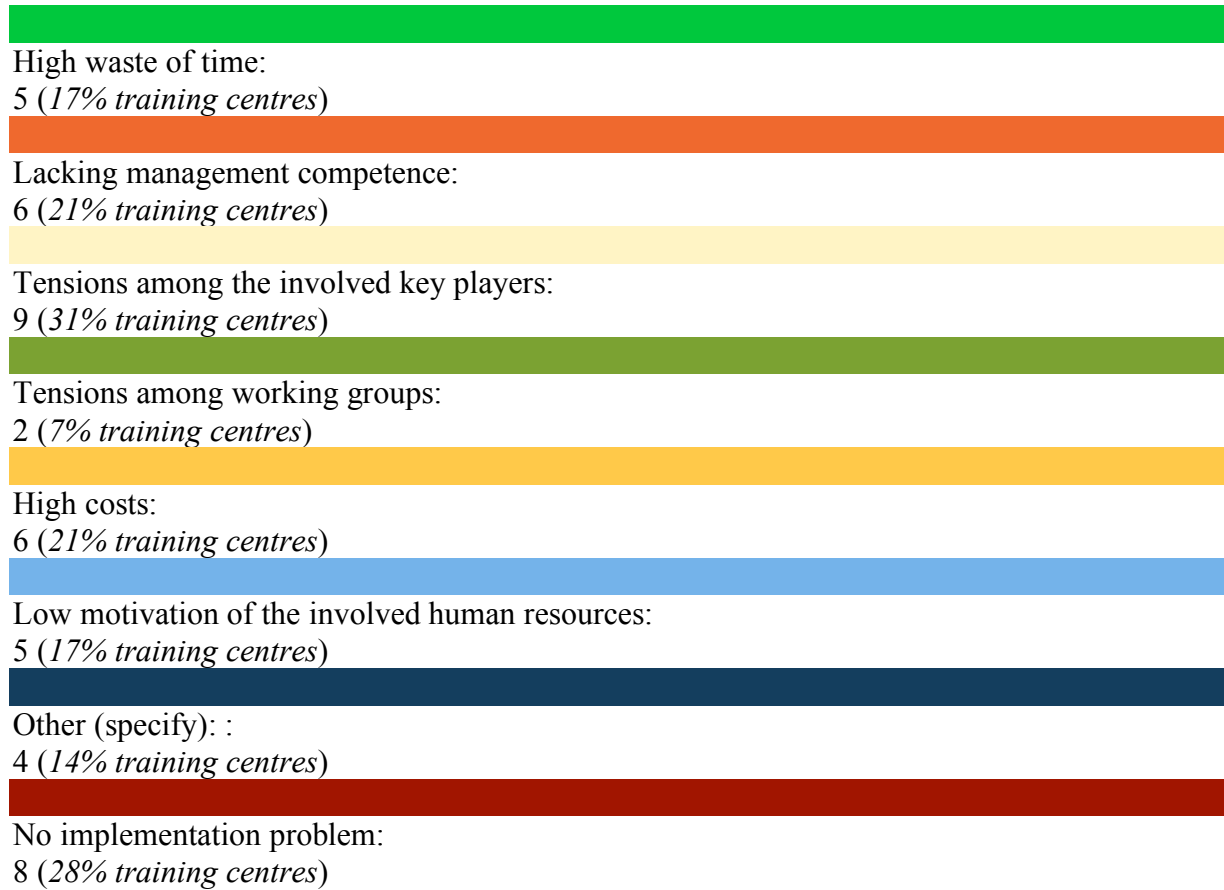 High waste of time:
5 (17% training centres)
Lacking management competence:
6 (21% training centres)
Tensions among the involved key players:
9 (31% training centres)
Tensions among working groups:
2 (7% training centres)
High costs:
6 (21% training centres)
Low motivation of the involved human resources:
5 (17% training centres)
Other (specify): :
4 (14% training centres)
No implementation problem:
8 (28% training centres)